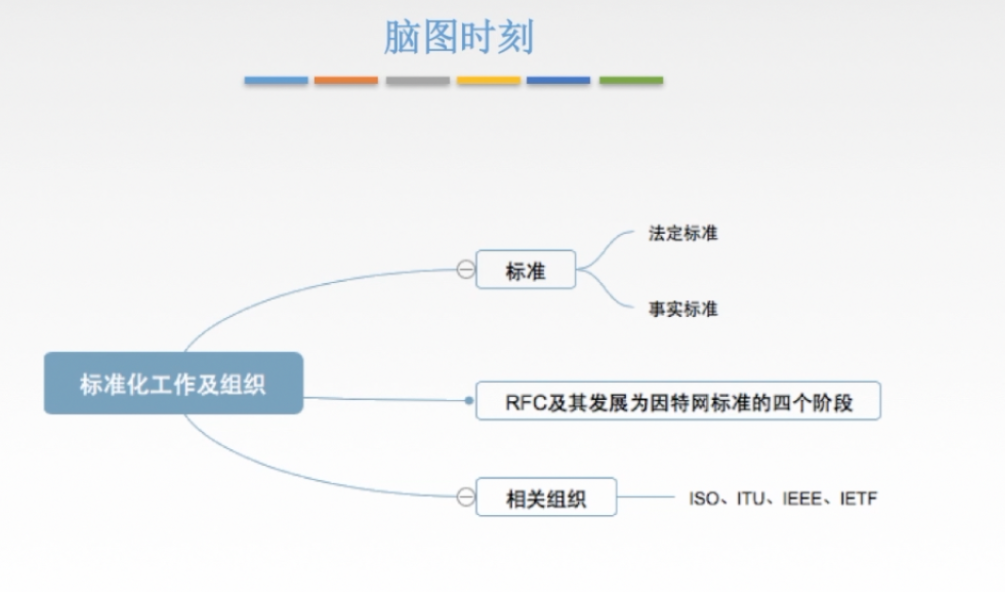 脑图时刻
法定标准
标准
事实标准
标准化工作及组织
RFC及其发展为因特网标准的四个阶段
相关组织
ISO、ITU、IEEE、IETF